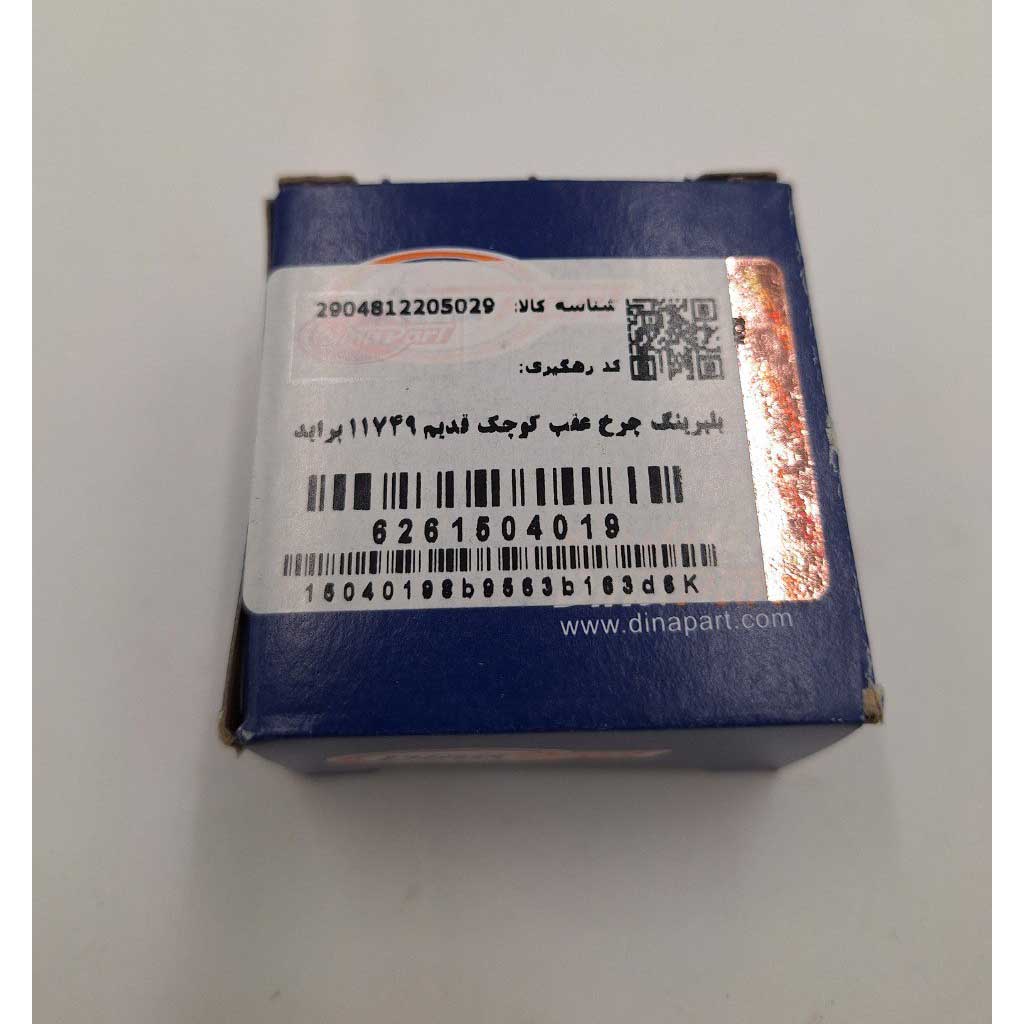 شناسه کالا: 2904812205029
کد رهگیری:
بلبرینگ چرخ عقب کوچک قدیم ۱۱۷۴۹ پراید
6261504019
15040198b9563b163d6K
www.dinapart.com